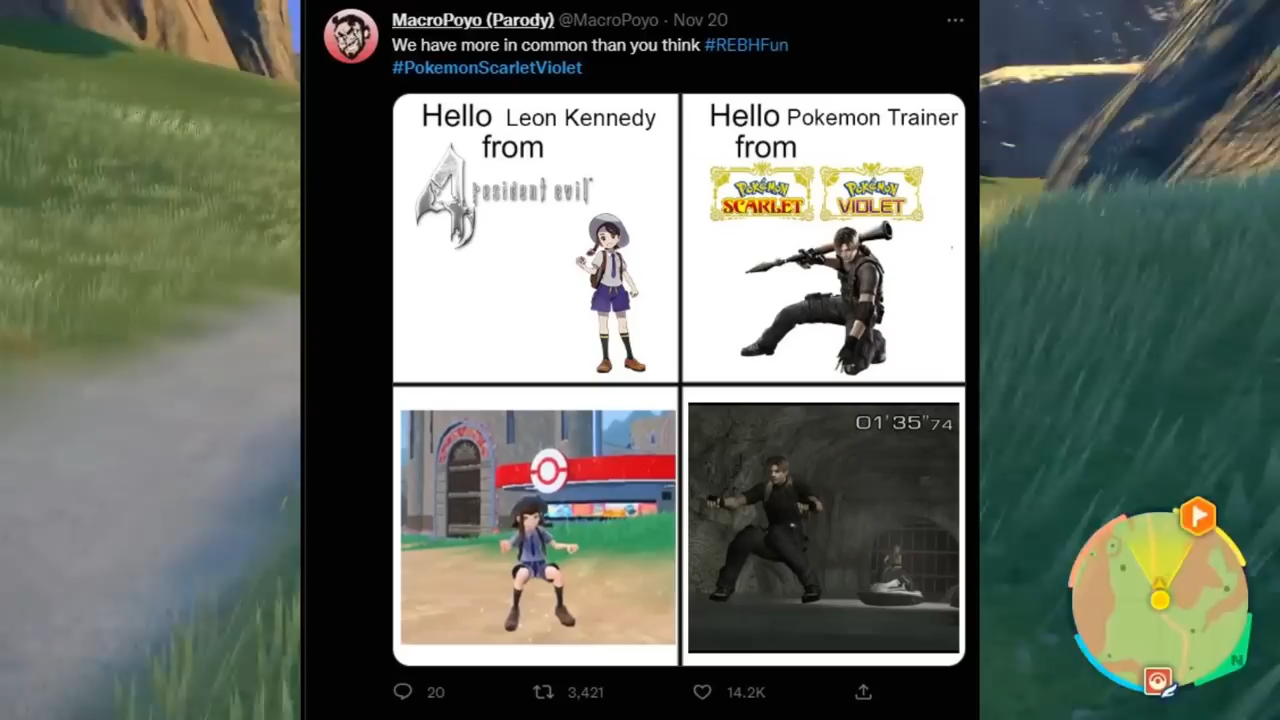 MacroPoyo (Parody) @MacroPoyo · Nov 20
We have more in common than you think #REBHFun
#PokemonScarletViolet
Hello Leon Kennedy
from
4 resident evil
Hello Pokemon Trainer
from
POKÉMON SCARLET
POKÉMON VIOLET
01'35"74
20
3,421
14.2K
N